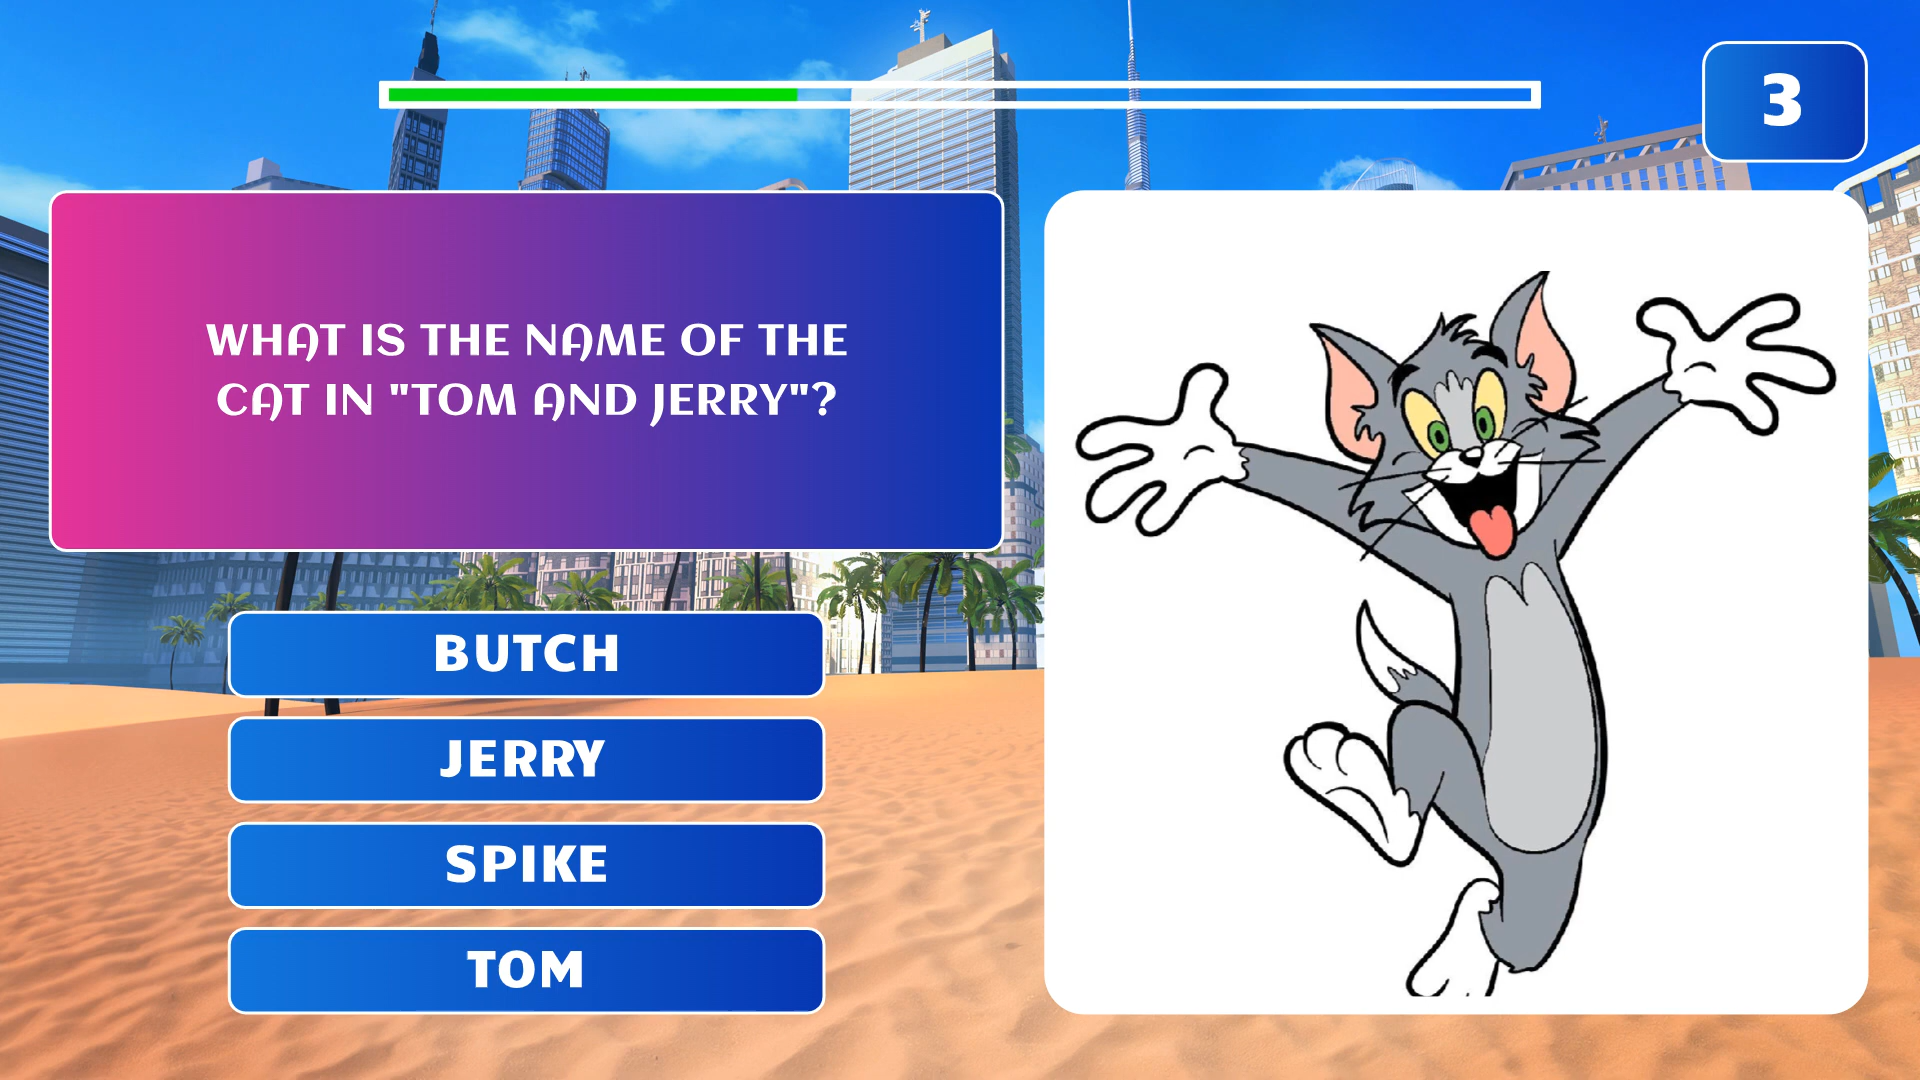 3
WHAT IS THE NAME OF THE
CAT IN "TOM AND JERRY"?
BUTCH
JERRY
SPIKE
TOM